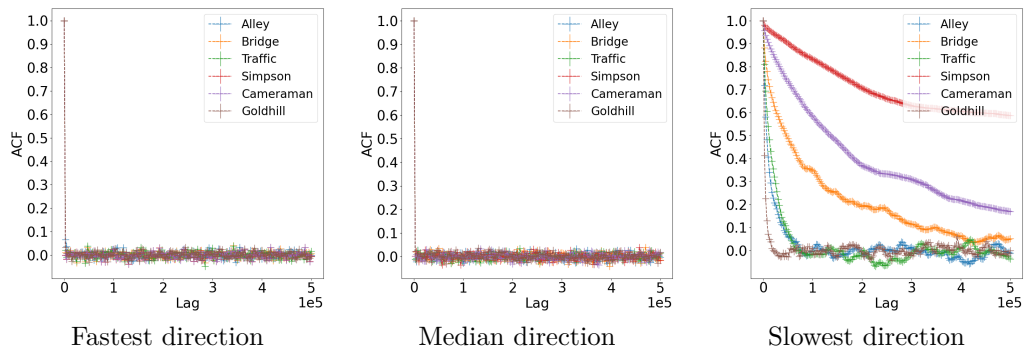 1.0
0.9
0.8
0.7
0.6
0.5
0.4
0.3
0.2
0.1
0.0
ACF
Alley
Bridge
Traffic
Simpson
Cameraman
Goldhill
0 1 2 3 4 5
Lag
1e5
Fastest direction
1.0
0.9
0.8
0.7
0.6
0.5
0.4
0.3
0.2
0.1
0.0
ACF
Alley
Bridge
Traffic
Simpson
Cameraman
Goldhill
0 1 2 3 4 5
Lag
1e5
Median direction
1.0
0.9
0.8
0.7
0.6
0.5
0.4
0.3
0.2
0.1
0.0
ACF
Alley
Bridge
Traffic
Simpson
Cameraman
Goldhill
0 1 2 3 4 5
Lag
1e5
Slowest direction